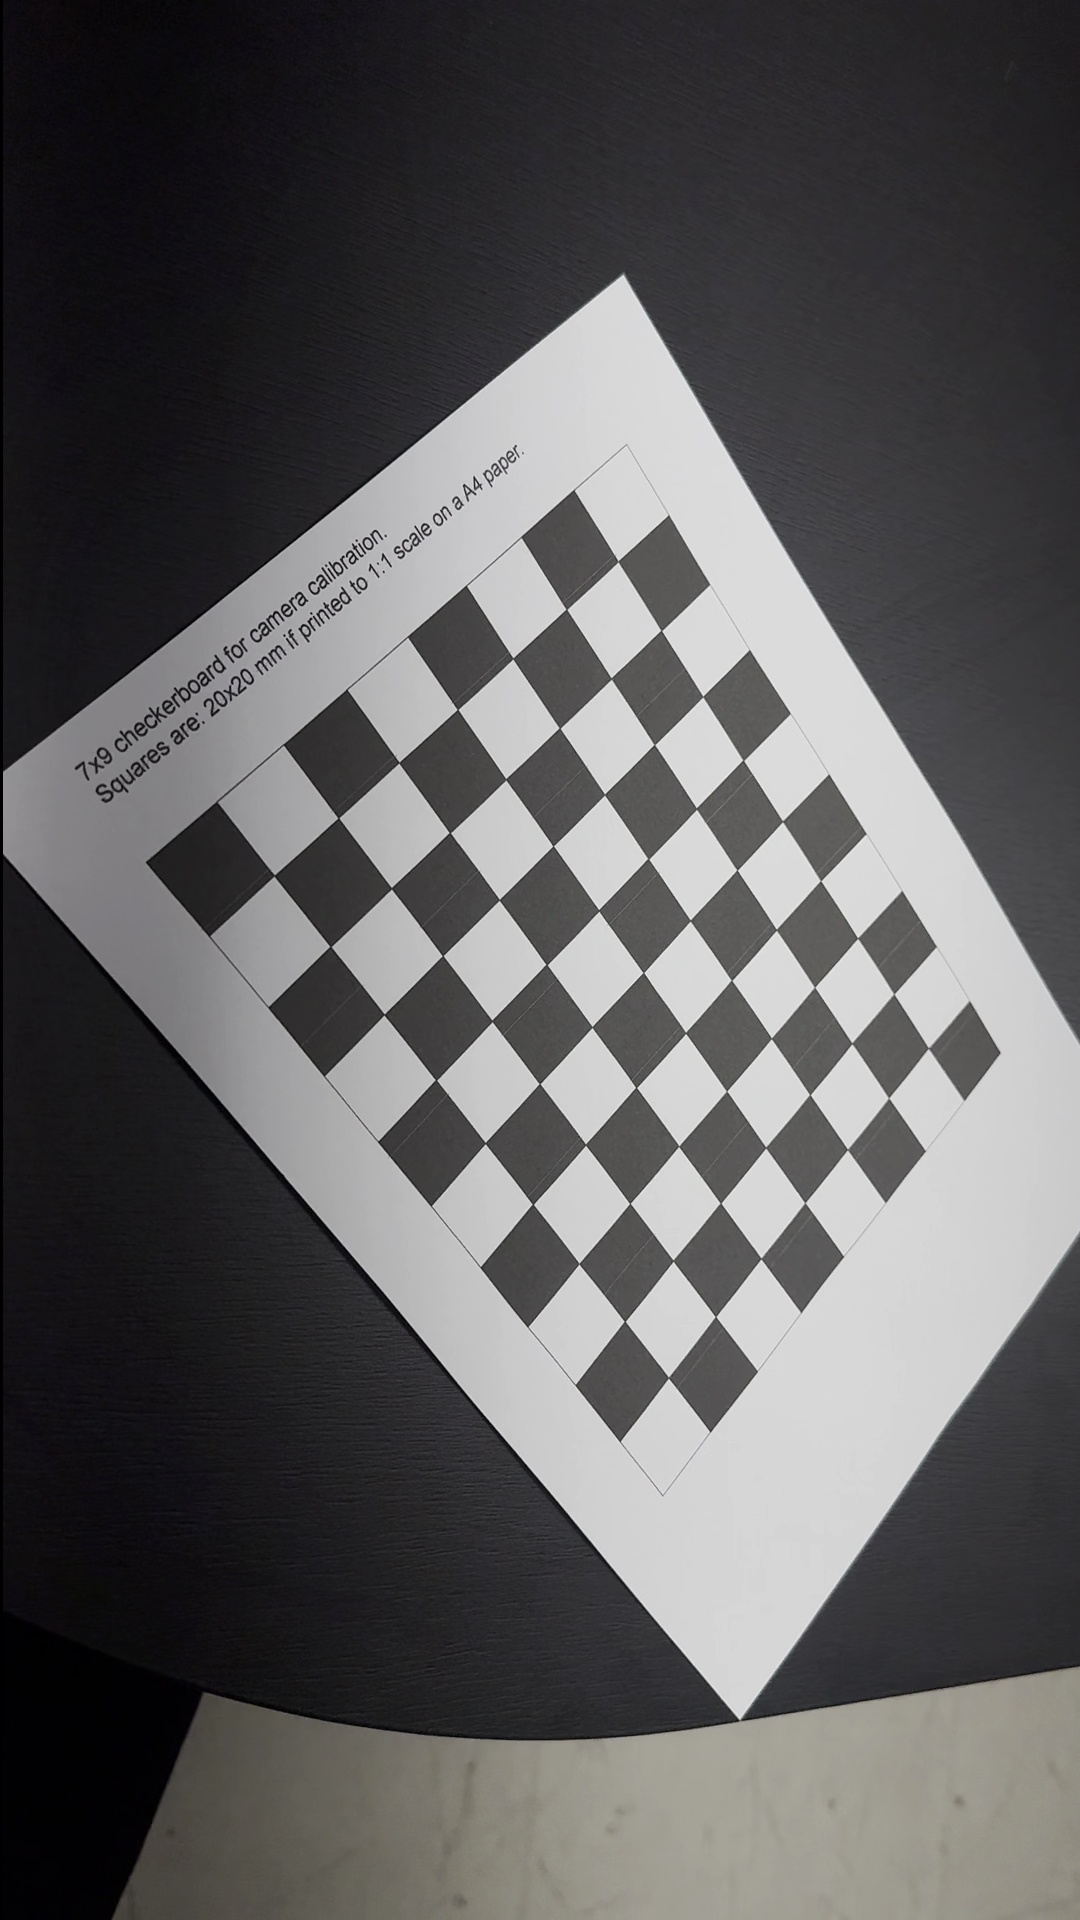 7x9 checkerboard for camera calibration.
Squares are: 20x20 mm if printed to 1:1 scale on a A4 paper.